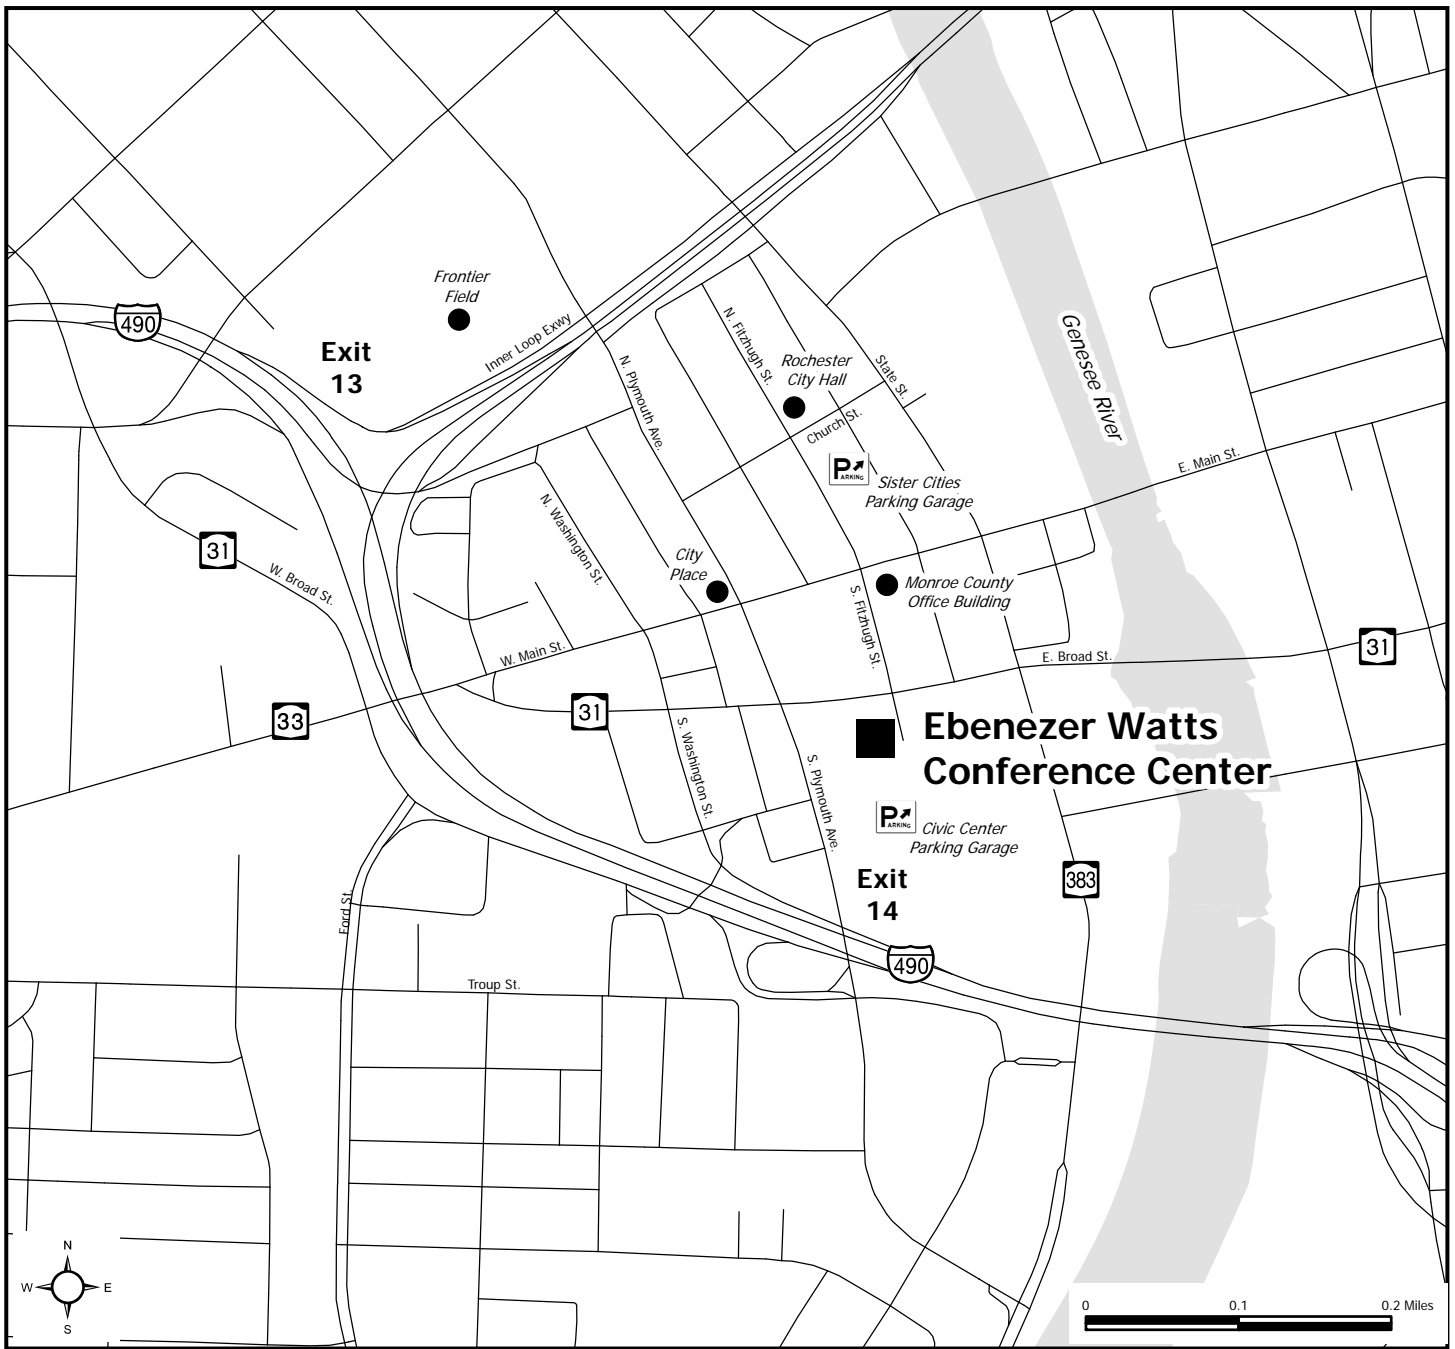 Frontier
Field
490
Exit
13
Inner Loop Exwy
N. Plymouth Ave.
N. Fitzhugh St.
Rochester
City Hall
State St.
Church St.
Genesee River
E. Main St.
P
ARKING
Sister Cities
Parking Garage
N. Washington St.
31
W. Broad St.
City
Place
Monroe County
Office Building
S. Fitzhugh St.
W. Main St.
E. Broad St.
31
33
31
Ebenezer Watts
Conference Center
S. Washington St.
S. Plymouth Ave.
P
ARKING
Civic Center
Parking Garage
Exit
14
383
Ford St.
490
Troup St.
N
W
E
S
0
0.1
0.2 Miles